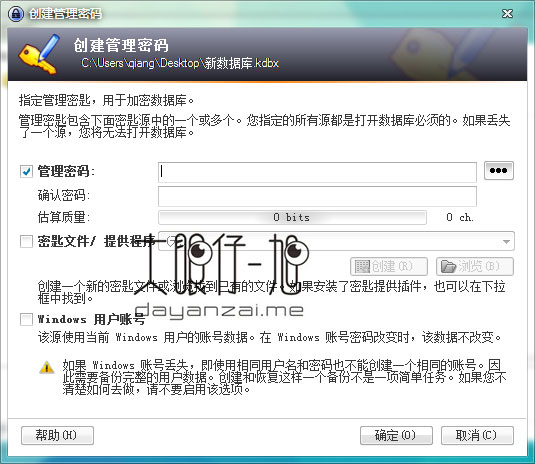 创建管理密码
创建管理密码
C:\Users\qiang\Desktop\新数据库.kdbx
指定管理密匙，用于加密数据库。
管理密匙包含下面密匙源中的一个或多个。您指定的所有源都是打开数据库必须的。如果丢失
了一个源，您将无法打开数据库。
管理密码:
确认密码:
估算质量: 0 bits 0 ch.
密匙文件/ 提供程序
大眼仔~旭
创建(R) 浏览(B)
创建一个新的密匙文件或浏览找到已有的文件。如果安装了密匙提供插件，也可以在下拉
框中找到。
dayanzai.me
Windows 用户账号
该源使用当前 Windows 用户的账号数据。在 Windows 账号密码改变时，该数据不改变。
如果 Windows 账号丢失，即使用相同用户名和密码也不能创建一个相同的账号。因
此需要备份完整的用户数据。创建和恢复这样一个备份不是一项简单任务。如果您不
清楚如何去做，请不要启用该选项。
帮助(H) 确定(O) 取消(C)